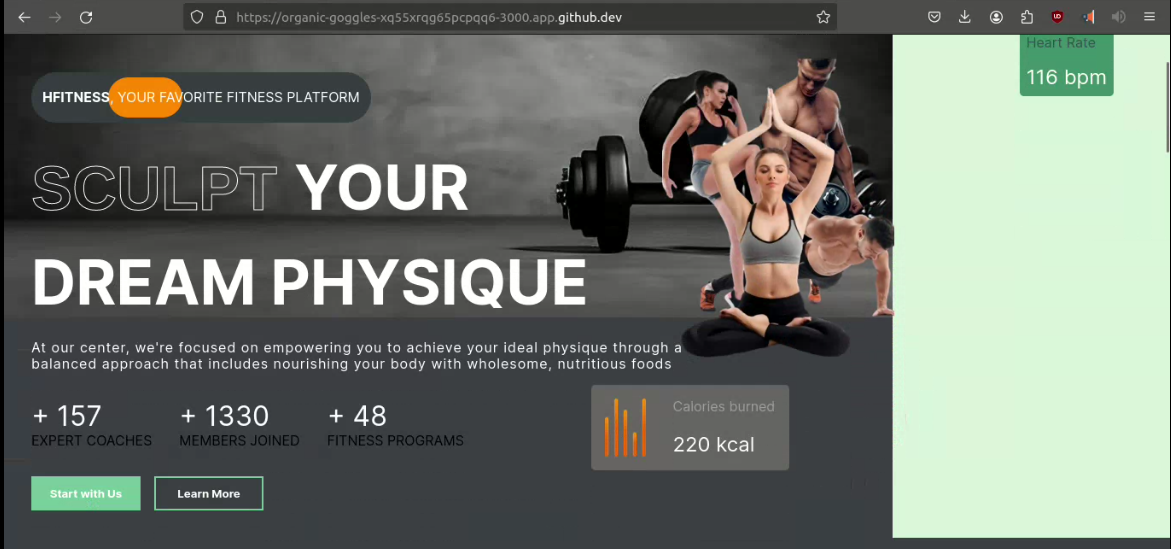 https://organic-goggles-xq55xrqg65pcpqq6-3000.app.github.dev
Heart Rate
116 bpm
HFITNESS, YOUR FAVORITE FITNESS PLATFORM
SCULPT YOUR
DREAM PHYSIQUE
At our center, we're focused on empowering you to achieve your ideal physique through a
balanced approach that includes nourishing your body with wholesome, nutritious foods
+ 157
EXPERT COACHES
+ 1330
MEMBERS JOINED
+ 48
FITNESS PROGRAMS
Calories burned
220 kcal
Start with Us
Learn More